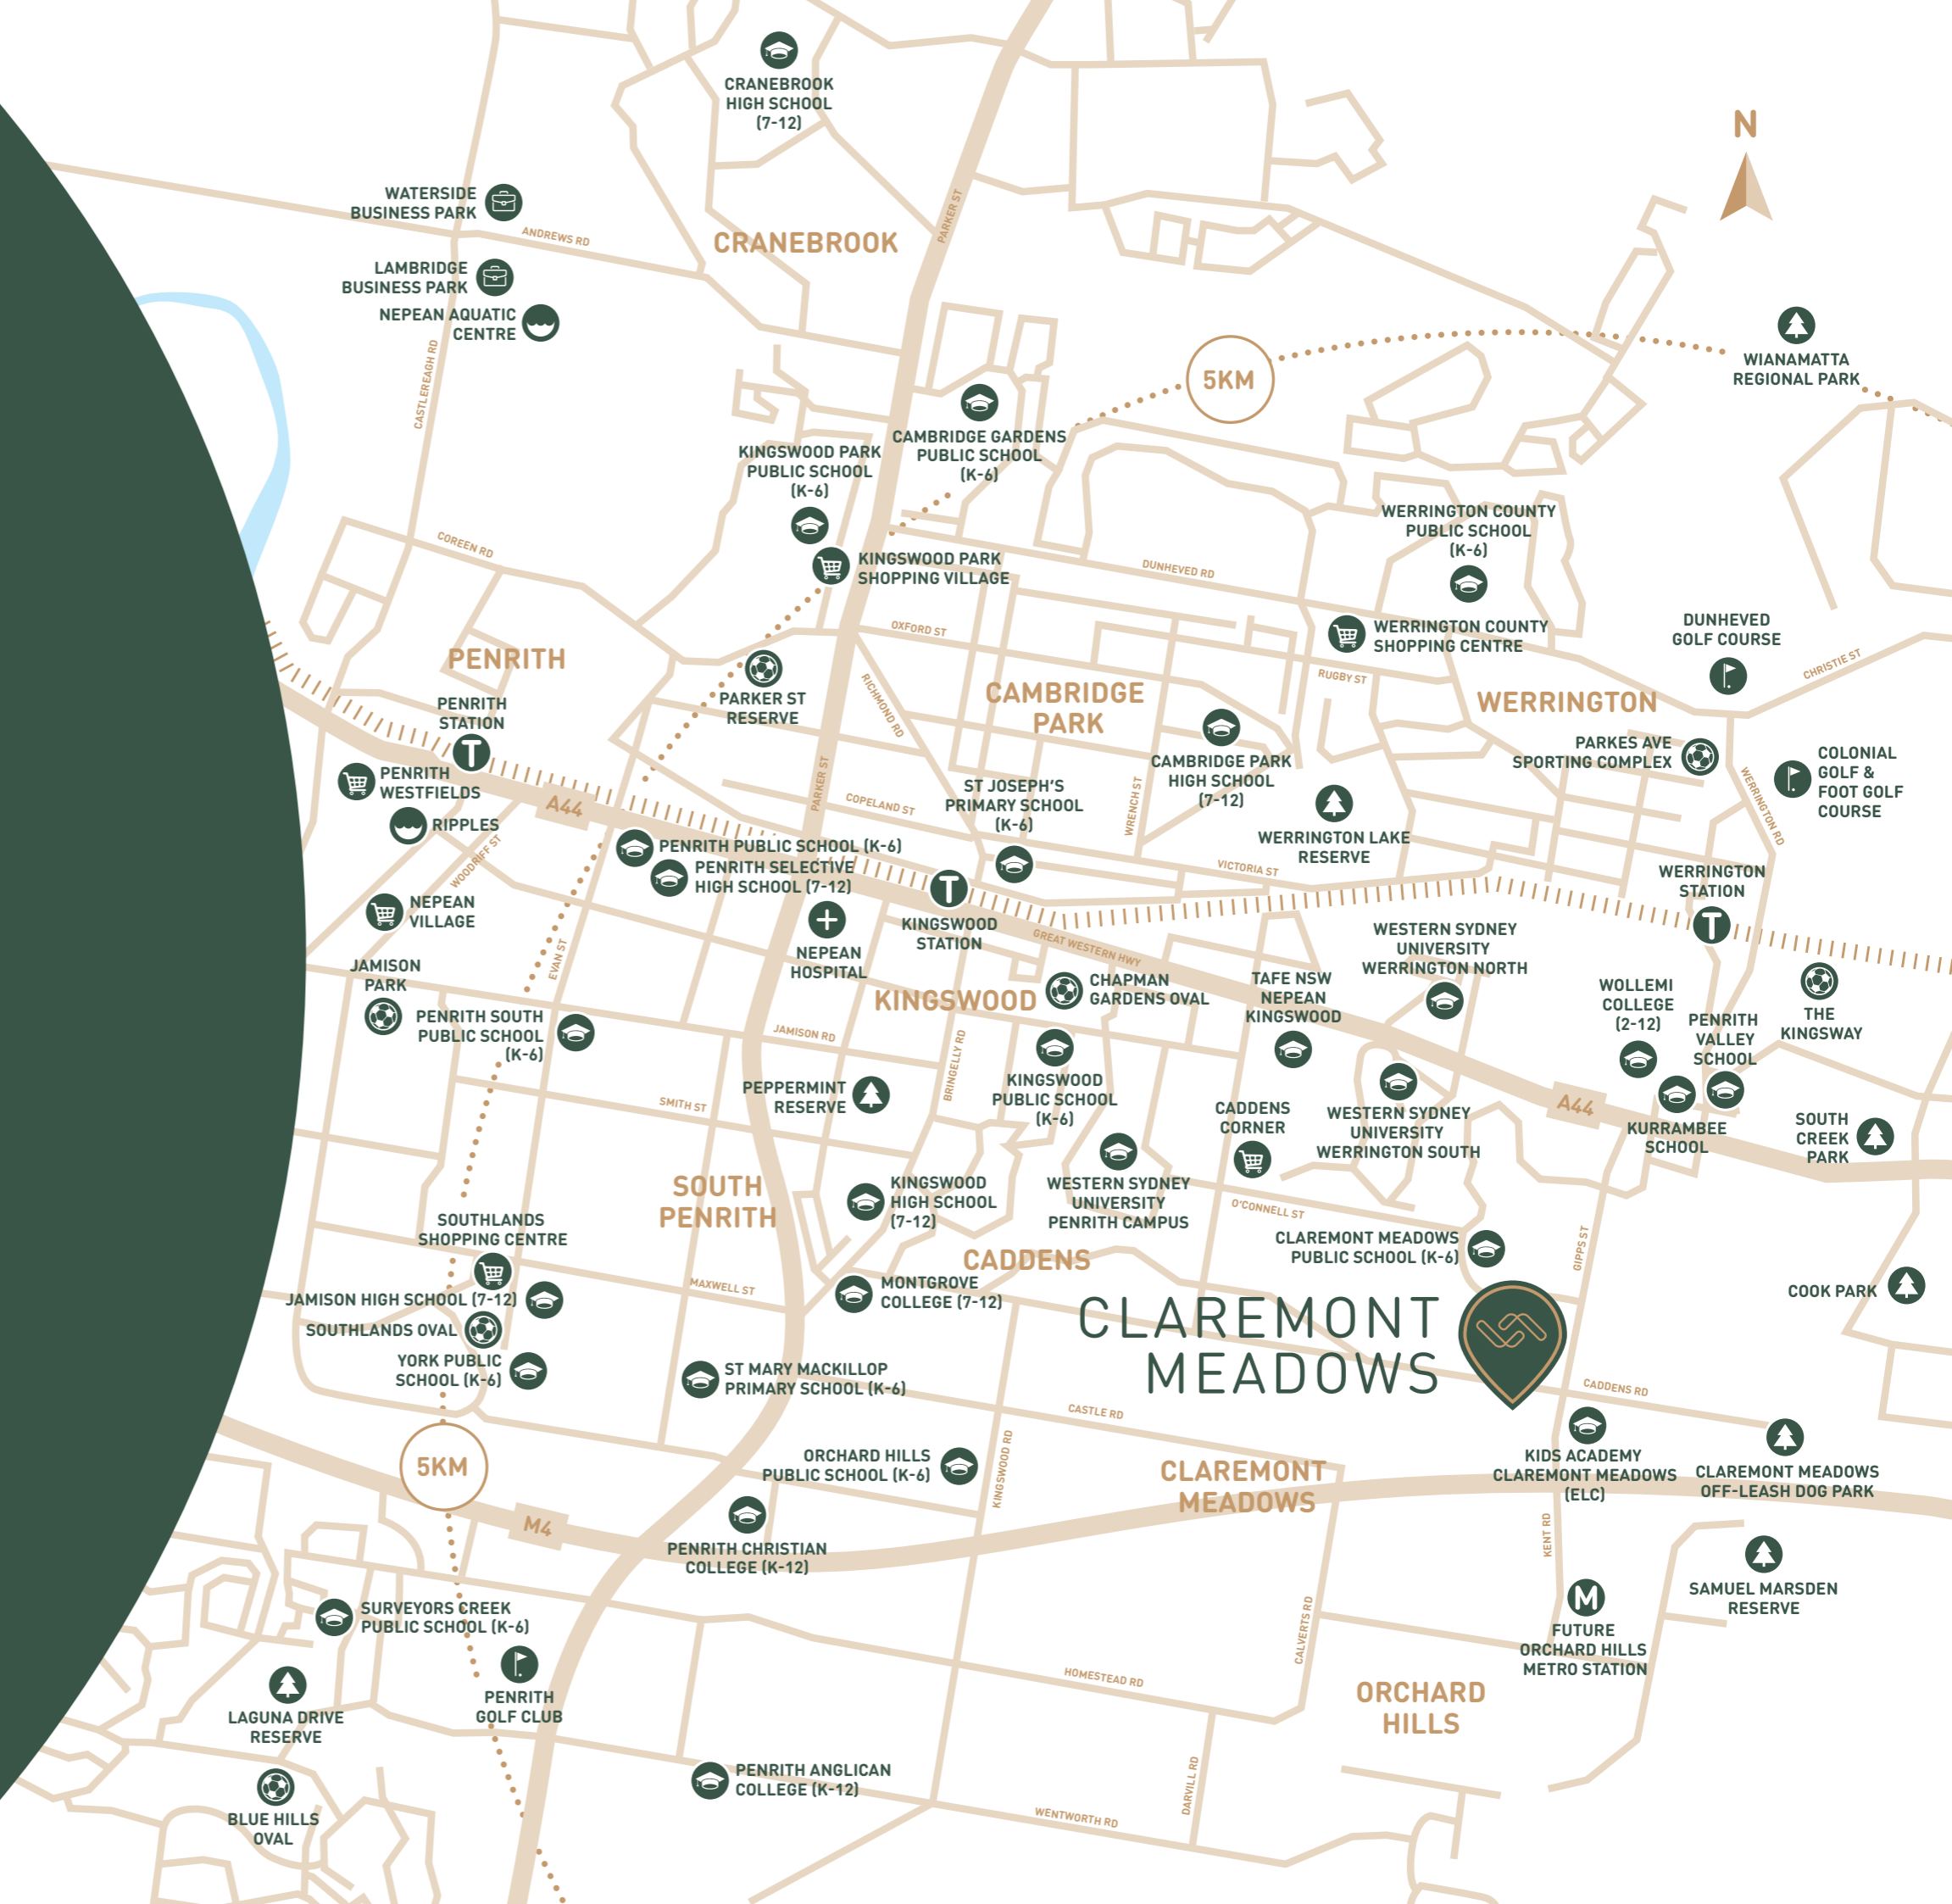 CRANEBROOK
HIGH SCHOOL
(7-12)
N
WATERSIDE
BUSINESS PARK
ANDREWS RD
PARKER ST
CRANEBROOK
LAMBRIDGE
BUSINESS PARK
NEPEAN AQUATIC
CENTRE
CASTLEREAGH RD
5KM
WIANAMATTA
REGIONAL PARK
CAMBRIDGE GARDENS
PUBLIC SCHOOL
(K-6)
KINGSWOOD PARK
PUBLIC SCHOOL
(K-6)
KINGSWOOD PARK
SHOPPING VILLAGE
COREEN RD
DUNHEVED RD
WERRINGTON COUNTY
PUBLIC SCHOOL
(K-6)
WERRINGTON COUNTY
SHOPPING CENTRE
DUNHEVED
GOLF COURSE
CHRISTIE ST
OXFORD ST
RUGBY ST
PENRITH
PENRITH
STATION
T
PARKER ST
RESERVE
RICHMOND RD
CAMBRIDGE
PARK
WERRINGTON
PARKES AVE
SPORTING COMPLEX
COLONIAL
GOLF &
FOOT GOLF
COURSE
WERRINGTON RD
CAMBRIDGE PARK
HIGH SCHOOL
(7-12)
PENRITH
WESTFIELDS
RIPPLES
A44
WOODRIFF ST
PARKER ST
COPELAND ST
ST JOSEPH'S
PRIMARY SCHOOL
(K-6)
WRENCH ST
WERRINGTON LAKE
RESERVE
VICTORIA ST
PENRITH PUBLIC SCHOOL (K-6)
PENRITH SELECTIVE
HIGH SCHOOL (7-12)
WERRINGTON
STATION
T
NEPEAN
VILLAGE
EVAN ST
NEPEAN
HOSPITAL
T
KINGSWOOD
STATION
GREAT WESTERN HWY
WESTERN SYDNEY
UNIVERSITY
WERRINGTON NORTH
JAMISON
PARK
PENRITH SOUTH
PUBLIC SCHOOL
(K-6)
KINGSWOOD
CHAPMAN
GARDENS OVAL
TAFE NSW
NEPEAN
KINGSWOOD
WOLLEMI
COLLEGE
(2-12)
PENRITH
VALLEY
SCHOOL
THE
KINGSWAY
JAMISON RD
BRINGELLY RD
SMITH ST
PEPPERMINT
RESERVE
KINGSWOOD
PUBLIC SCHOOL
(K-6)
CADDENS
CORNER
WESTERN SYDNEY
UNIVERSITY
WERRINGTON SOUTH
A44
KURRAMBEE
SCHOOL
SOUTH
CREEK
PARK
SOUTH
PENRITH
KINGSWOOD
HIGH SCHOOL
(7-12)
WESTERN SYDNEY
UNIVERSITY
PENRITH CAMPUS
O'CONNELL ST
GIPPS ST
SOUTHLANDS
SHOPPING CENTRE
CLAREMONT MEADOWS
PUBLIC SCHOOL (K-6)
CADDENS
COOK PARK
JAMISON HIGH SCHOOL (7-12)
SOUTHLANDS OVAL
YORK PUBLIC
SCHOOL (K-6)
MAXWELL ST
MONTGROVE
COLLEGE (7-12)
CLAREMONT
MEADOWS
ST MARY MACKILLOP
PRIMARY SCHOOL (K-6)
CASTLE RD
CADDENS RD
5KM
ORCHARD HILLS
PUBLIC SCHOOL (K-6)
KINGSWOOD RD
CLAREMONT
MEADOWS
KIDS ACADEMY
CLAREMONT MEADOWS
(ELC)
CLAREMONT MEADOWS
OFF-LEASH DOG PARK
M4
PENRITH CHRISTIAN
COLLEGE (K-12)
KENT RD
SURVEYORS CREEK
PUBLIC SCHOOL (K-6)
CALVERTS RD
M
FUTURE
ORCHARD HILLS
METRO STATION
SAMUEL MARSDEN
RESERVE
LAGUNA DRIVE
RESERVE
PENRITH
GOLF CLUB
HOMESTEAD RD
ORCHARD
HILLS
BLUE HILLS
OVAL
PENRITH ANGLICAN
COLLEGE (K-12)
DARVILL RD
WENTWORTH RD